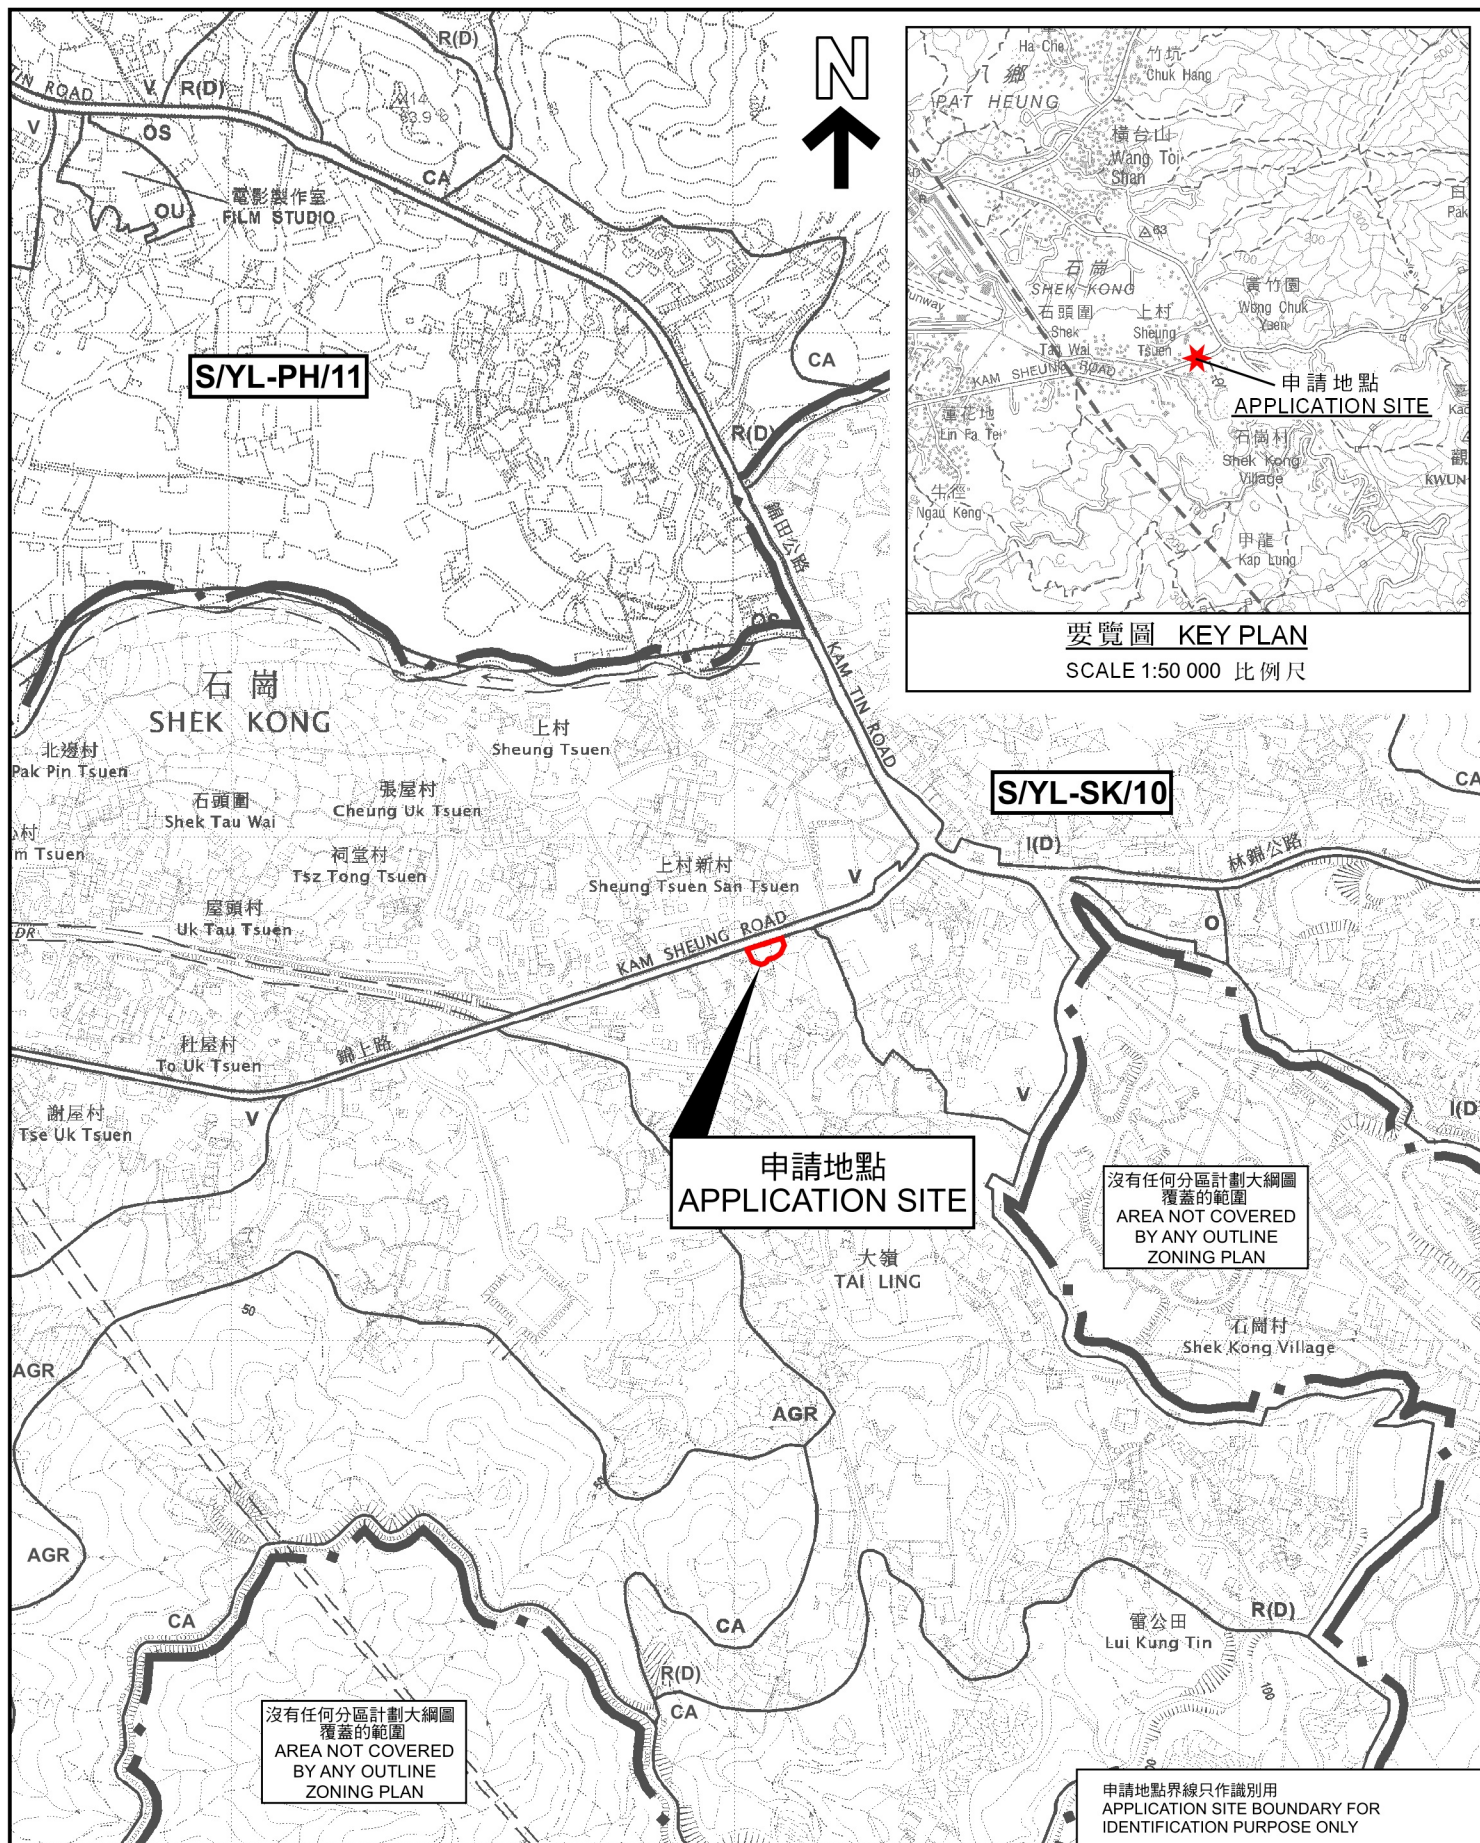 R(D)
TIN ROAD
V
R(D)
V
OS
CA
電影製作室
FILM STUDIO
OU
N
S/YL-PH/11
CA
R(D)
錦田公路
OS
KAM TIN ROAD
Ha Che
竹坑
Chuk Hang
八鄉
PAT HEUNG
橫台山
Wang Toi
Shan
63
石崗
SHEK KONG
黃竹園
Wong Chuk
Yuen
石頭圍
Shek
Tau Wai
上村
Sheung
Tsuen
KAM SHEUNG ROAD
申請地點
APPLICATION SITE
蓮花地
Lin Fa Tei
石崗村
Shek Kong
Village
觀
KWUN
牛徑
Ngau Keng
甲龍
Kap Lung
要覽圖 KEY PLAN
SCALE 1:50 000 比例尺
石崗
SHEK KONG
上村
Sheung Tsuen
北邊村
Pak Pin Tsuen
張屋村
Cheung Uk Tsuen
石頭圍
Shek Tau Wai
S/YL-SK/10
CA
村
m Tsuen
祠堂村
Tsz Tong Tsuen
上村新村
Sheung Tsuen San Tsuen
V
I(D)
林錦公路
屋頭村
Uk Tau Tsuen
KAM SHEUNG ROAD
O
杜屋村
To Uk Tsuen
錦上路
謝屋村
Tse Uk Tsuen
V
V
I(D
申請地點
APPLICATION SITE
沒有任何分區計劃大綱圖
覆蓋的範圍
AREA NOT COVERED
BY ANY OUTLINE
ZONING PLAN
大嶺
TAI LING
50
石崗村
Shek Kong Village
AGR
AGR
50
AGR
CA
CA
R(D)
CA
雷公田
Lui Kung Tin
R(D)
100
沒有任何分區計劃大綱圖
覆蓋的範圍
AREA NOT COVERED
BY ANY OUTLINE
ZONING PLAN
申請地點界線只作識別用
APPLICATION SITE BOUNDARY FOR
IDENTIFICATION PURPOSE ONLY